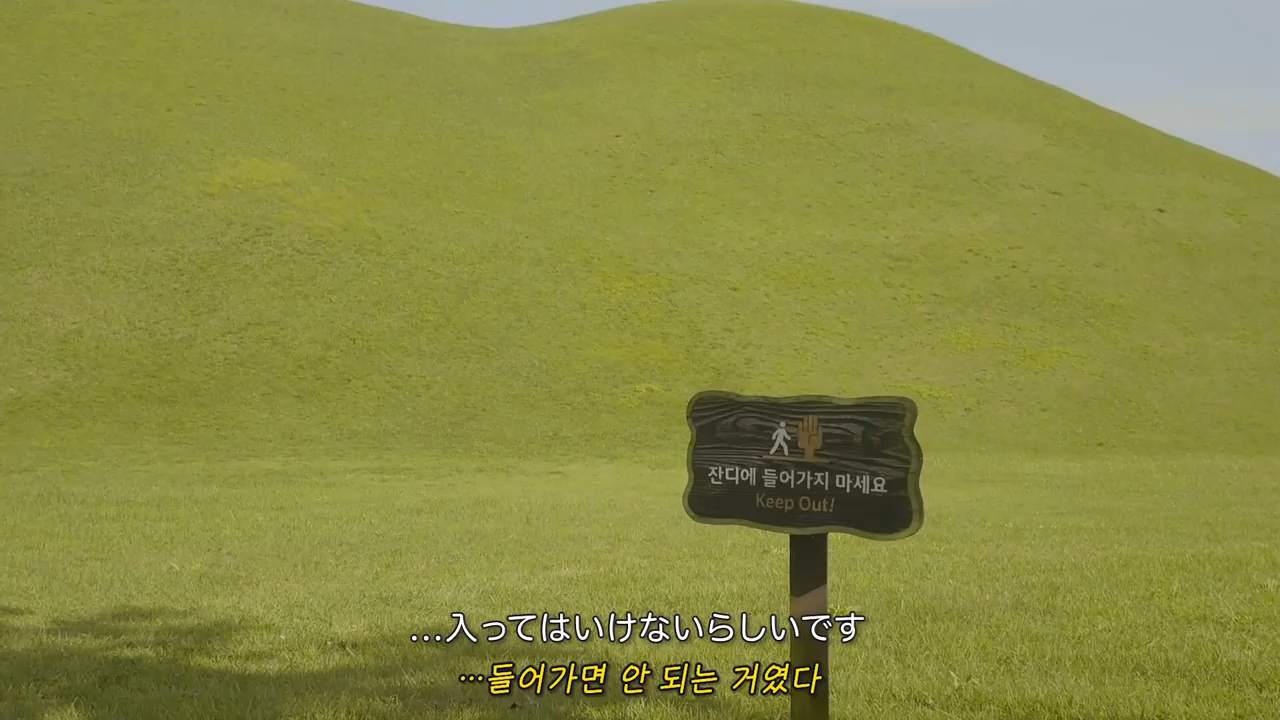 잔디에 들어가지 마세요
Keep Out!
...入ってはいけないらしいです
…들어가면 안 되는 거였다